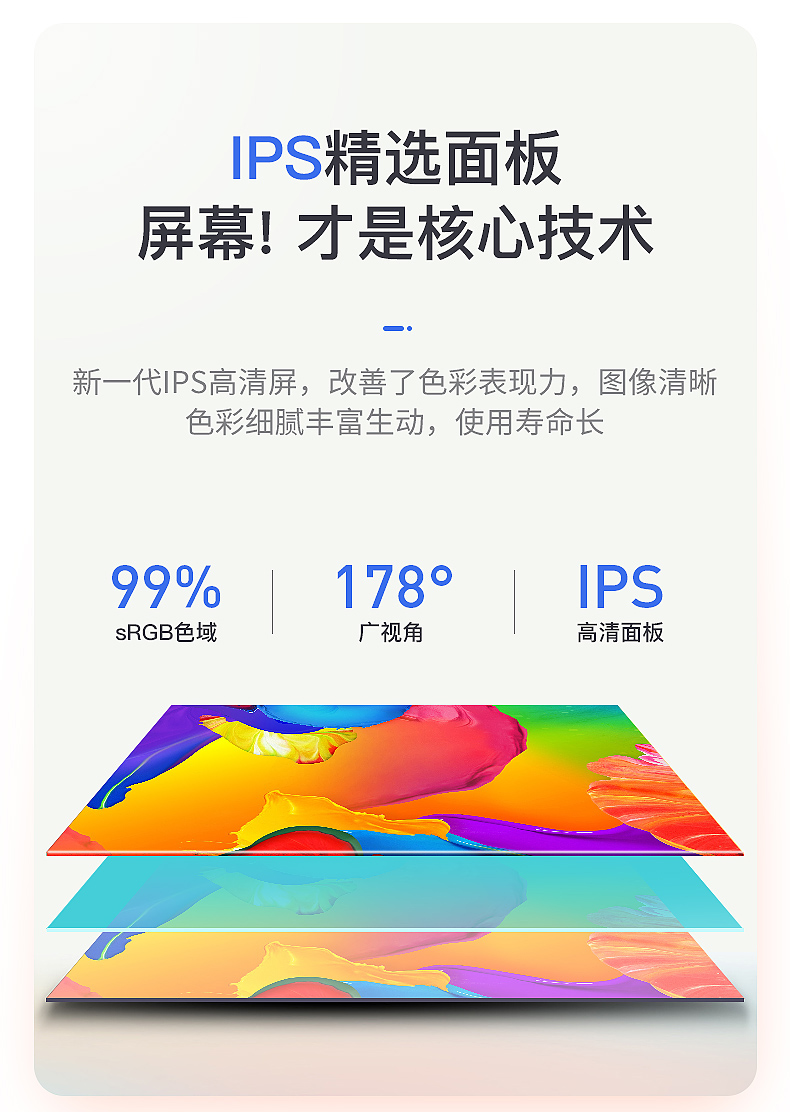 IPS精选面板
屏幕! 才是核心技术
新一代IPS高清屏，改善了色彩表现力，图像清晰
色彩细腻丰富生动，使用寿命长
99% 178° IPS
sRGB色域 广视角 高清面板